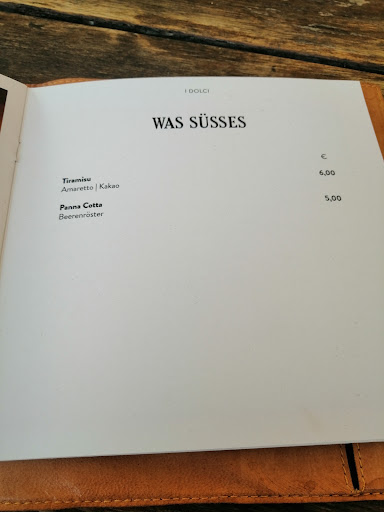 I DOLCI
WAS SÜSSES
€
Tiramisu 6,00
Amaretto | Kakao
Panna Cotta 5,00
Beerenröster